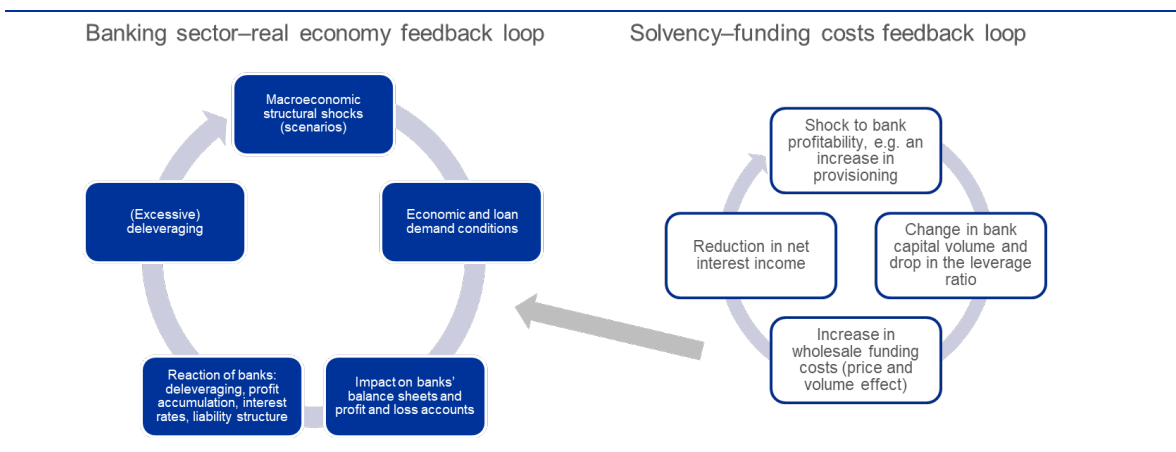 Banking sector–real economy feedback loop
Macroeconomic
structural shocks
(scenarios)
(Excessive)
deleveraging
Economic and loan
demand conditions
Reaction of banks:
deleveraging, profit
accumulation, interest
rates, liability structure
Impact on banks'
balance sheets and
profit and loss accounts
Solvency–funding costs feedback loop
Shock to bank
profitability, e.g. an
increase in
provisioning
Reduction in net
interest income
Change in bank
capital volume and
drop in the leverage
ratio
Increase in
wholesale funding
costs (price and
volume effect)